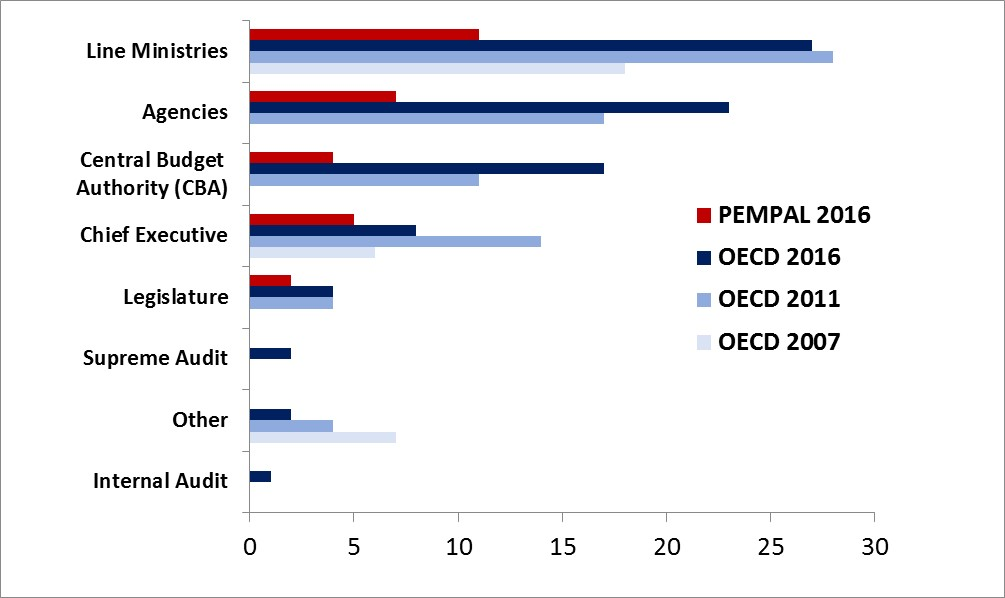 Line Ministries
Agencies
Central Budget
Authority (CBA)
Chief Executive
Legislature
Supreme Audit
Other
Internal Audit
PEMPAL 2016
OECD 2016
OECD 2011
OECD 2007
0 5 10 15 20 25 30